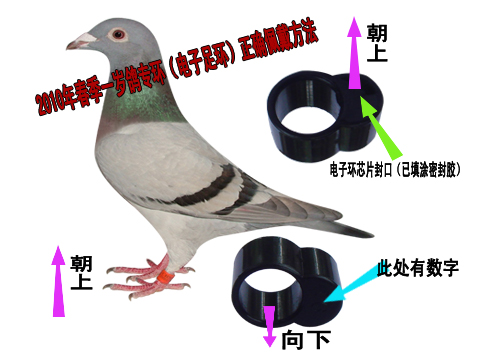 2010年春季一岁鸽专环（电子足环）正确佩戴方法
朝上
电子环芯片封口（已填涂密封胶）
朝上
此处有数字
向下